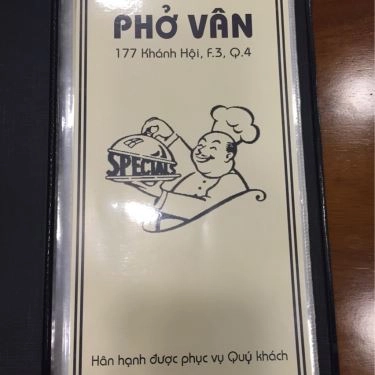 PHỞ VÂN
177 Khánh Hội, F.3, Q.4
SPECIALS
Hân hạnh được phục vụ Quý khách